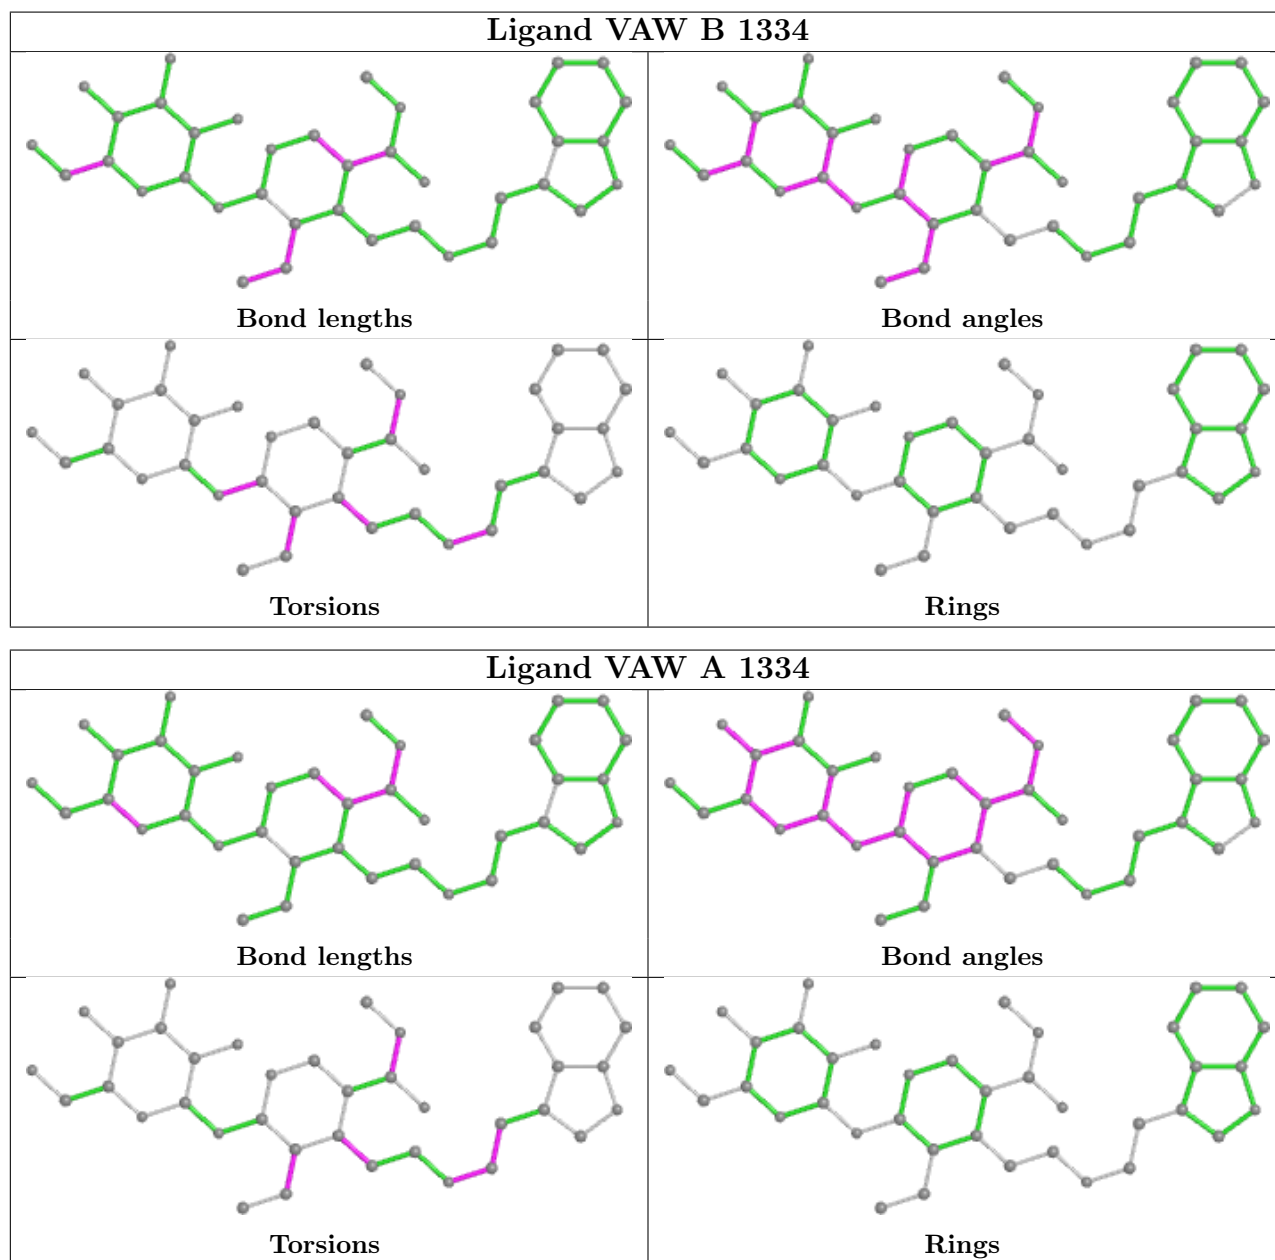 Ligand VAW B 1334
Bond lengths
Bond angles
Torsions
Rings
Ligand VAW A 1334
Bond lengths
Bond angles
Torsions
Rings